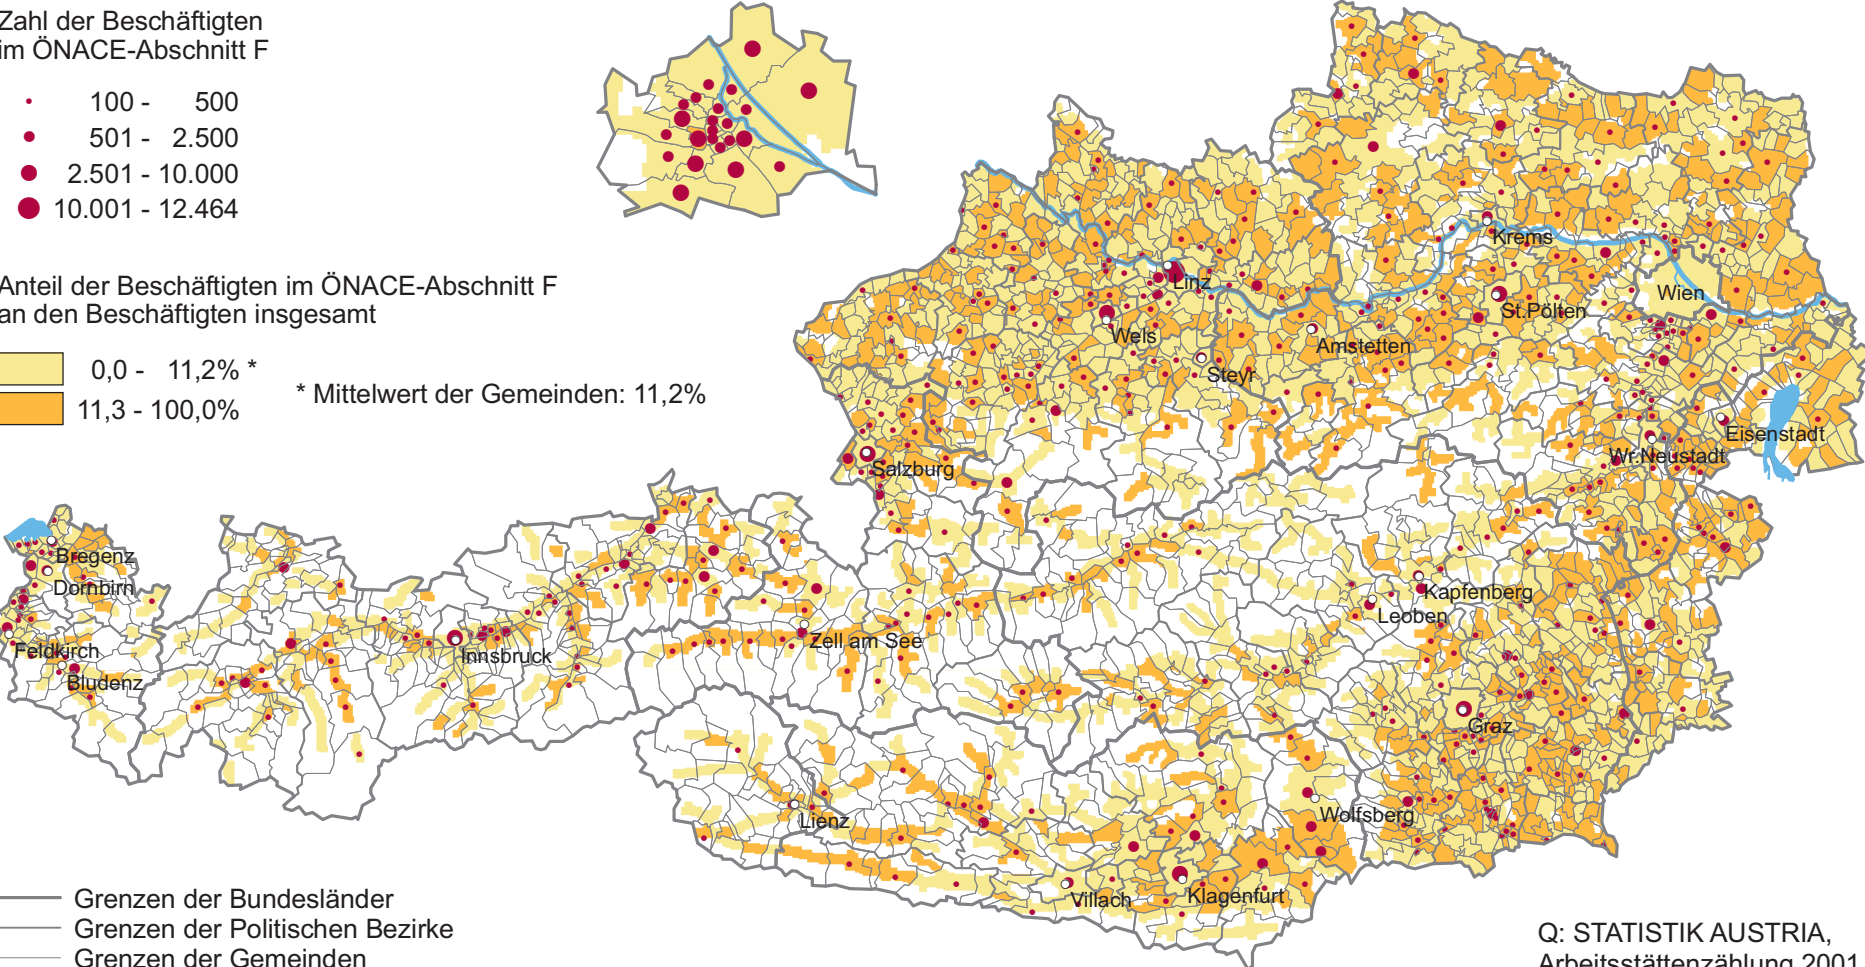 Zahl der Beschäftigten
im ÖNACE-Abschnitt F
100 - 500
501 - 2.500
2.501 - 10.000
10.001 - 12.464
Anteil der Beschäftigten im ÖNACE-Abschnitt F
an den Beschäftigten insgesamt
0,0 - 11,2% *
11,3 - 100,0%
* Mittelwert der Gemeinden: 11,2%
Krems
Linz
Wien
St.Pölten
Wels
Amstetten
Steyr
Eisenstadt
Wr.Neustadt
Salzburg
Bregenz
Dornbirn
Kapfenberg
Leoben
Zell am See
Feldkirch
Innsbruck
Bludenz
Graz
Wolfsberg
Lienz
Villach
Klagenfurt
Grenzen der Bundesländer
Grenzen der Politischen Bezirke
Grenzen der Gemeinden
Q: STATISTIK AUSTRIA,
Arbeitsstättenzählung 2001